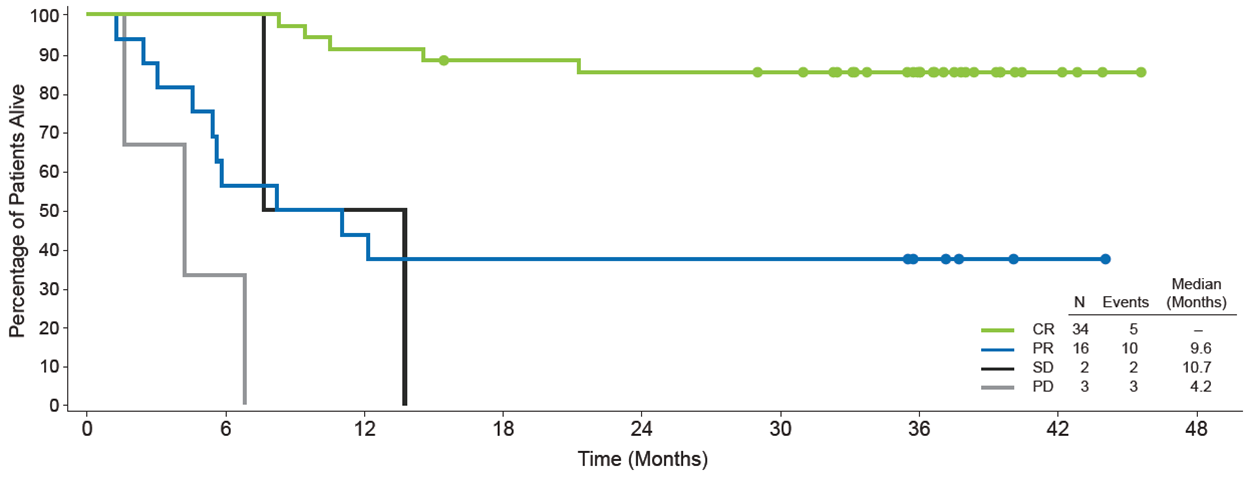 Percentage of Patients Alive
100
90
80
70
60
50
40
30
20
10
0
0 6 12 18 24 30 36 42 48
Time (Months)
Median
N Events (Months)
CR 34 5 –
PR 16 10 9.6
SD 2 2 10.7
PD 3 3 4.2